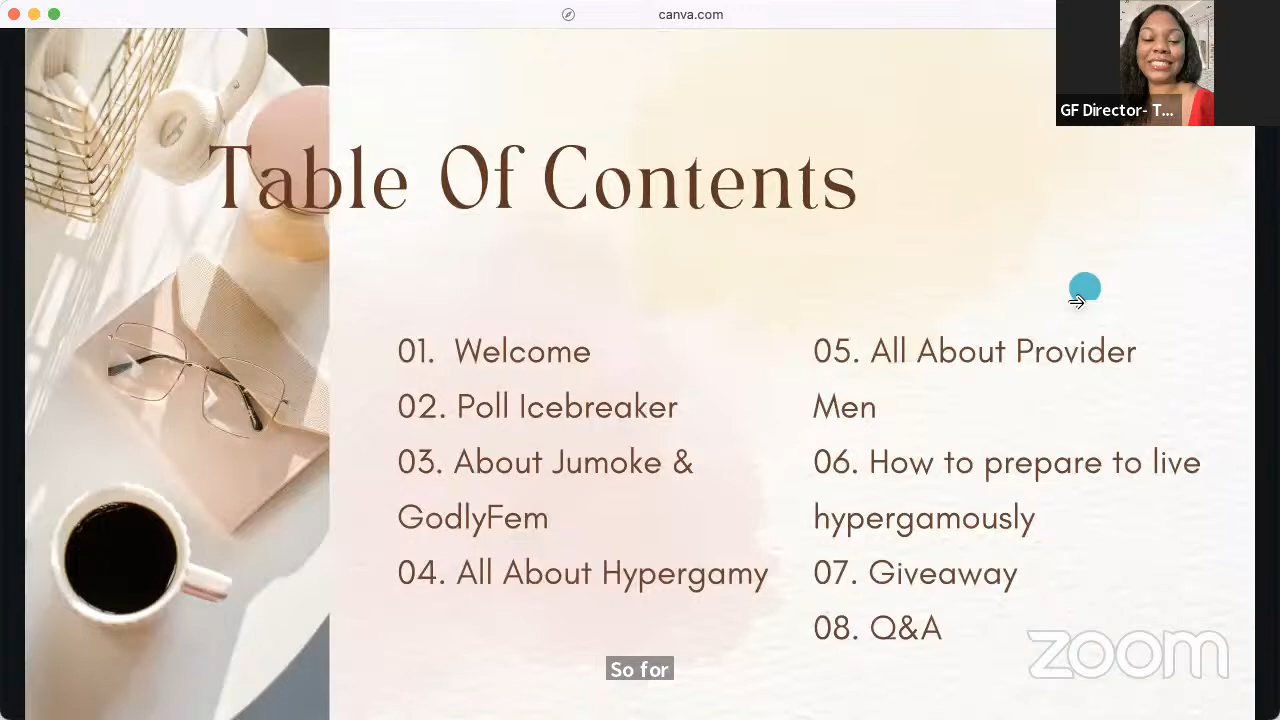 canva.com
GF Director- T...
Table Of Contents
01. Welcome
02. Poll Icebreaker
03. About Jumoke &
GodlyFem
04. All About Hypergamy
05. All About Provider
Men
06. How to prepare to live
hypergamously
07. Giveaway
08. Q&A
So for
zoom